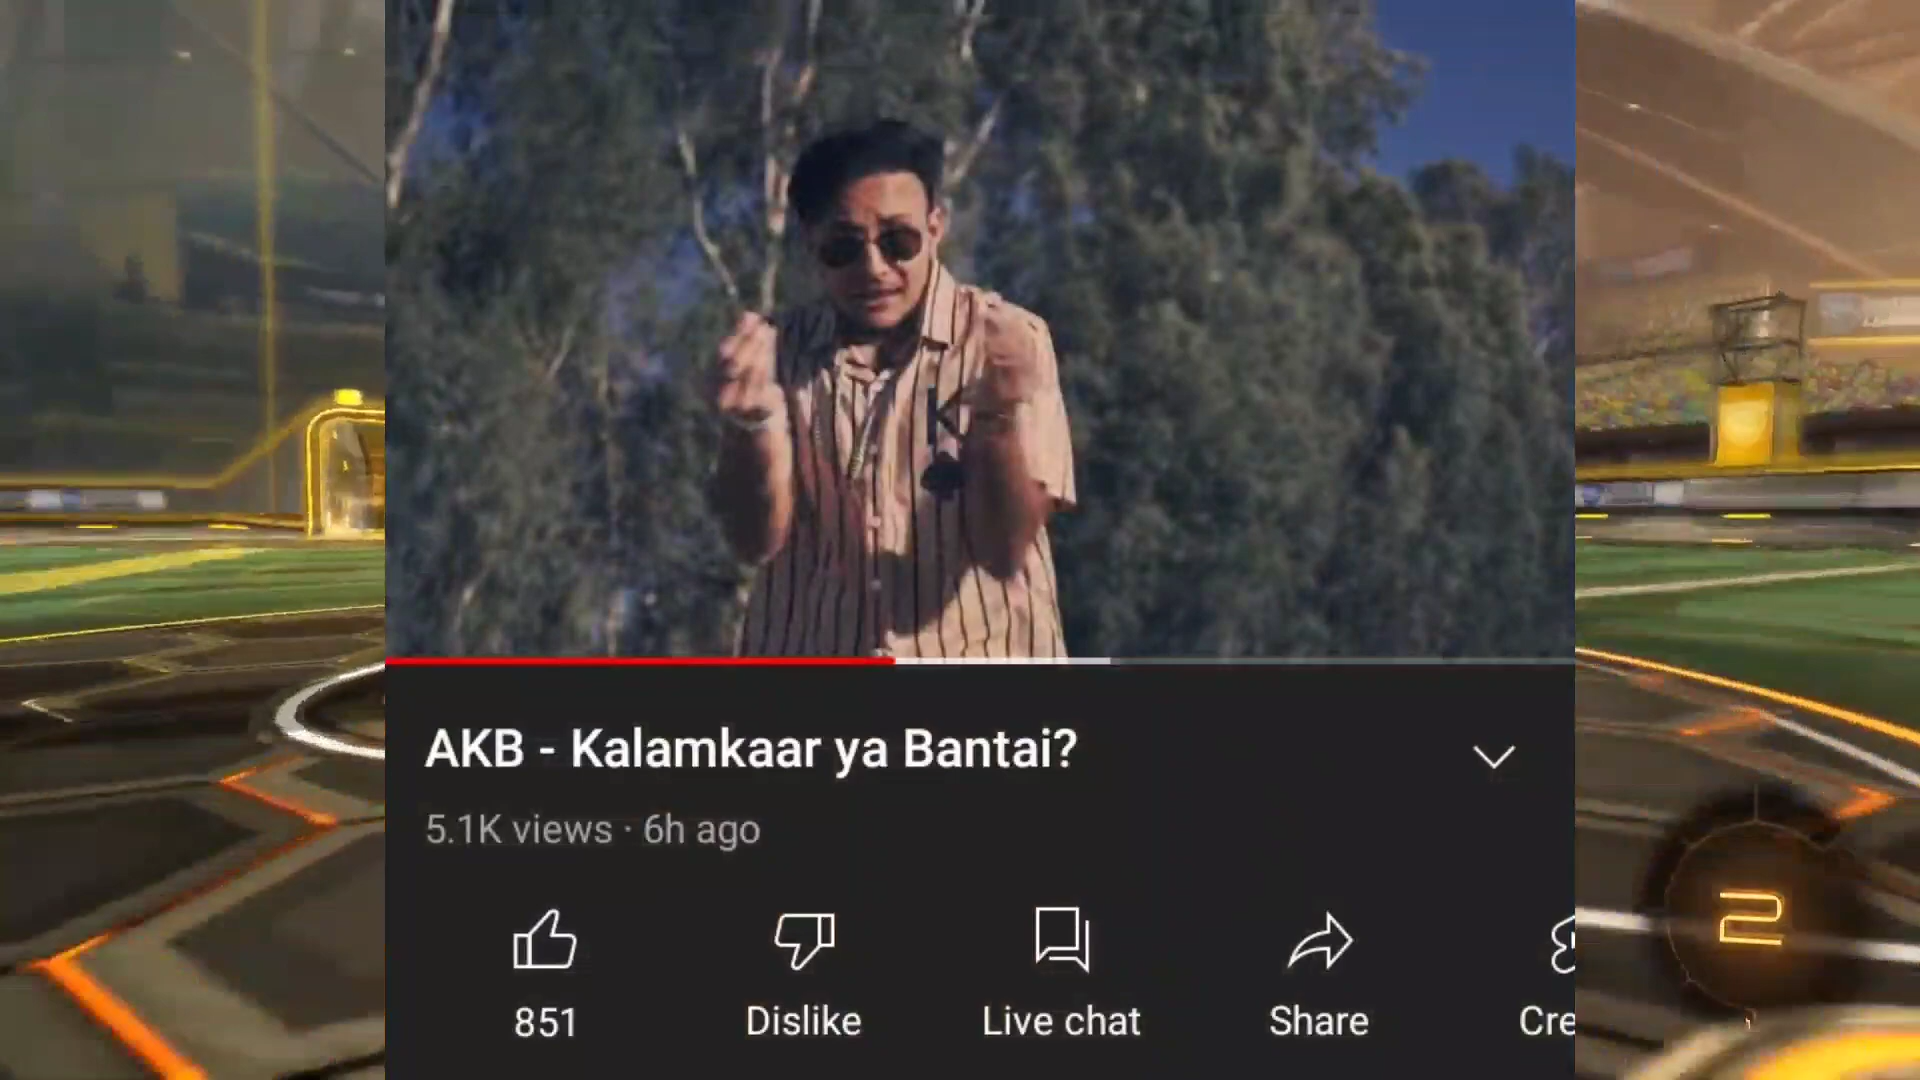 AKB - Kalamkaar ya Bantai?
5.1K views · 6h ago
851
Dislike
Live chat
Share
Cre
2